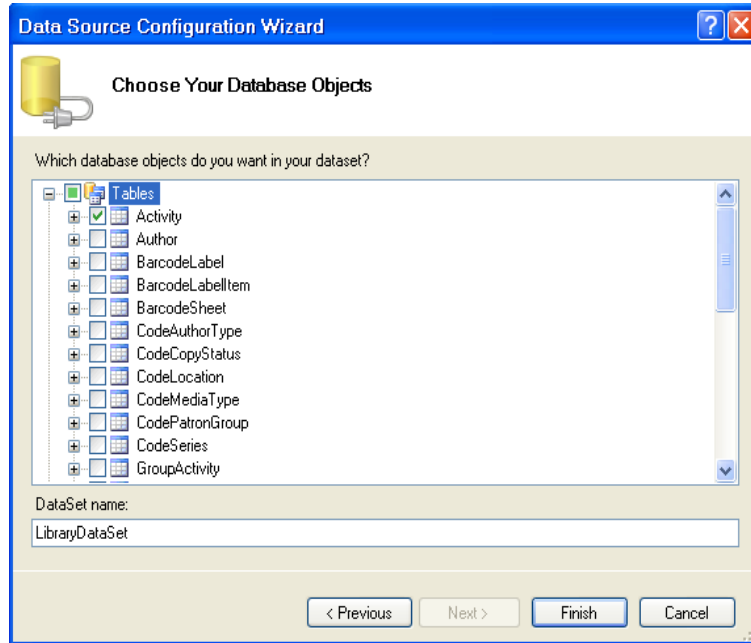 Data Source Configuration Wizard
Choose Your Database Objects
Which database objects do you want in your dataset?
Tables
Activity
Author
BarcodeLabel
BarcodeLabelItem
BarcodeSheet
CodeAuthorType
CodeCopyStatus
CodeLocation
CodeMediaType
CodePatronGroup
CodeSeries
GroupActivity
DataSet name:
LibraryDataSet
< Previous Next > Finish Cancel